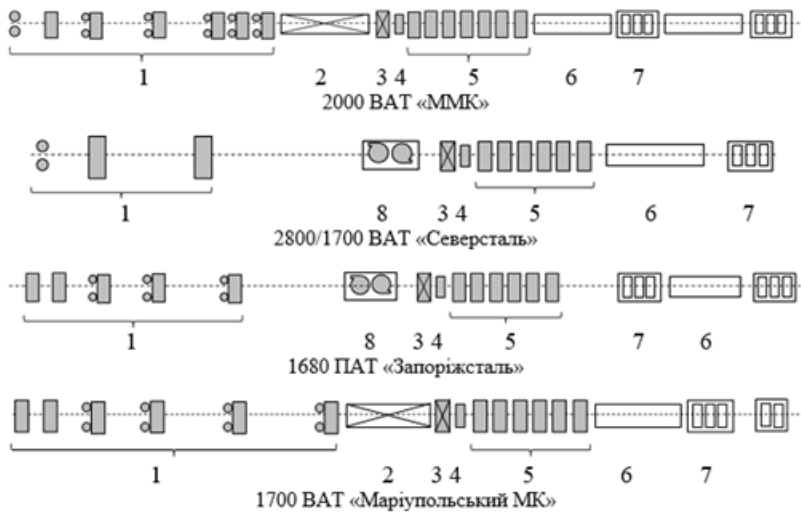 1 2 3 4 5 6 7
2000 ВАТ «ММК»
1 8 3 4 5 6 7
2800/1700 ВАТ «Северсталь»
1 8 3 4 5 7 6
1680 ПАТ «Запоріжсталь»
1 2 3 4 5 6 7
1700 ВАТ «Маріупольський МК»